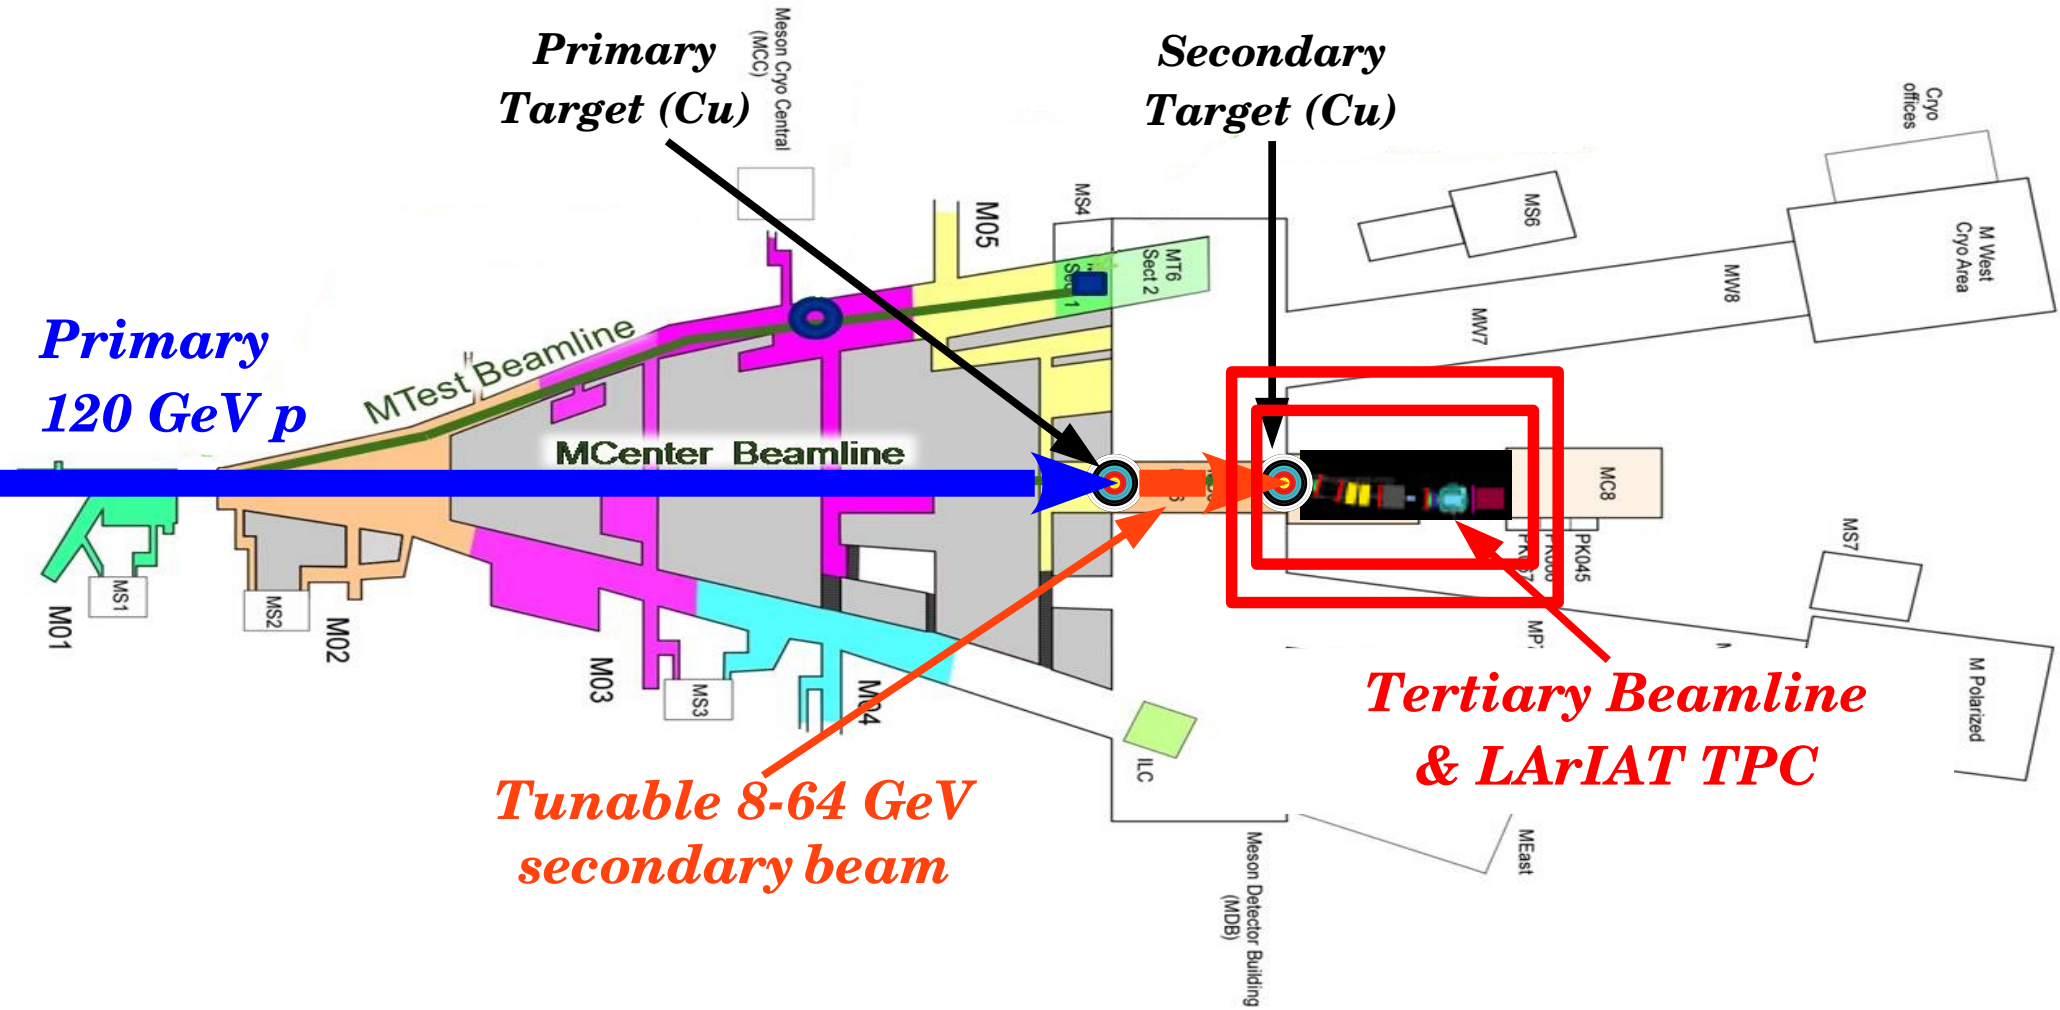 Primary
Target (Cu)
Secondary
Target (Cu)
Meson Cryo Central
(MCC)
Cryo
offices
MS4
M05
MS6
M West
Cryo Area
MT6
Sect 2
1
MW8
MW7
Primary
120 GeV p
MTest Beamline
MCenter Beamline
MC8
MS1
M01
MS2
M02
M03
MS3
M04
PK045
MS7
M Polarized
ILC
Tertiary Beamline
& LArIAT TPC
Tunable 8-64 GeV
secondary beam
MEast
Meson Detector Building
(MDB)